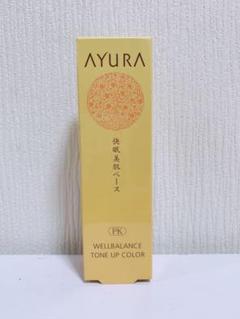 AYURA
快眠美肌ベース
PK
WELLBALANCE
TONE UP COLOR